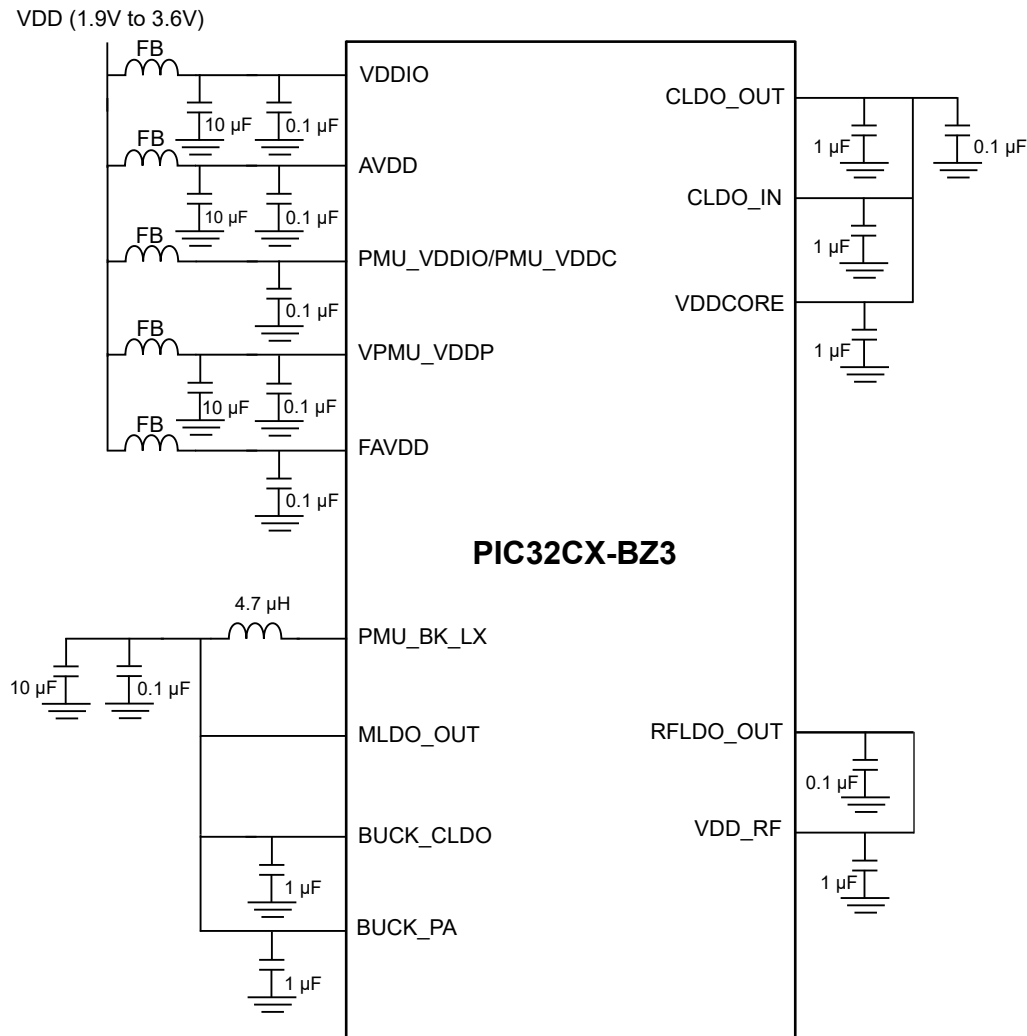 VDD (1.9V to 3.6V)
FB
VDDIO
10 µF
0.1 µF
FB
AVDD
10 µF
0.1 µF
FB
PMU_VDDIO/PMU_VDDC
0.1 µF
FB
VPMU_VDDP
10 µF
0.1 µF
FB
FAVDD
0.1 µF
CLDO_OUT
1 µF
0.1 µF
CLDO_IN
1 µF
VDDCORE
1 µF
PIC32CX-BZ3
4.7 µH
PMU_BK_LX
10 µF
0.1 µF
MLDO_OUT
BUCK_CLDO
1 µF
BUCK_PA
1 µF
RFLDO_OUT
0.1 µF
VDD_RF
1 µF